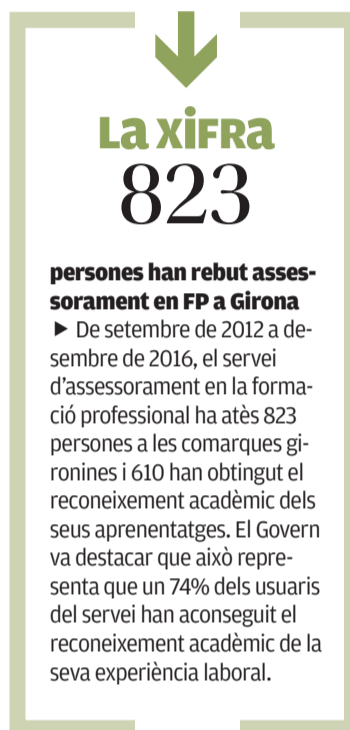 La xifra
823
persones han rebut asses-
sorament en FP a Girona
▶ De setembre de 2012 a de-
sembre de 2016, el servei
d'assessorament en la forma-
ció professional ha atès 823
persones a les comarques gi-
ronines i 610 han obtingut el
reconeixement acadèmic dels
seus aprenentatges. El Govern
va destacar que això repre-
senta que un 74% dels usuaris
del servei han aconseguit el
reconeixement acadèmic de la
seva experiència laboral.